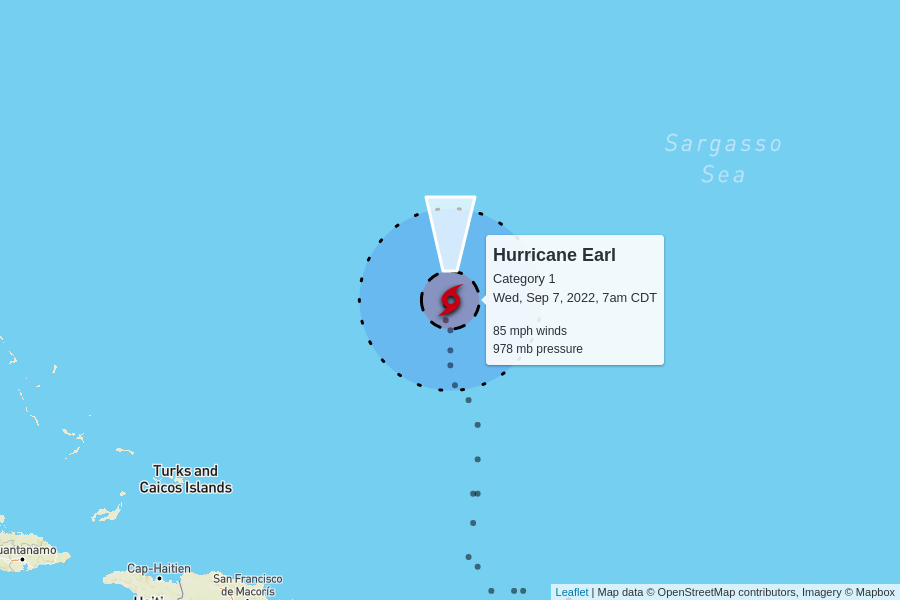 Sargasso
Sea
Hurricane Earl
Category 1
Wed, Sep 7, 2022, 7am CDT
85 mph winds
978 mb pressure
Turks and
Caicos Islands
uantanamo
Cap-Haitien
San Francisco
de Macorís
Haiti
Leaflet | Map data © OpenStreetMap contributors, Imagery © Mapbox